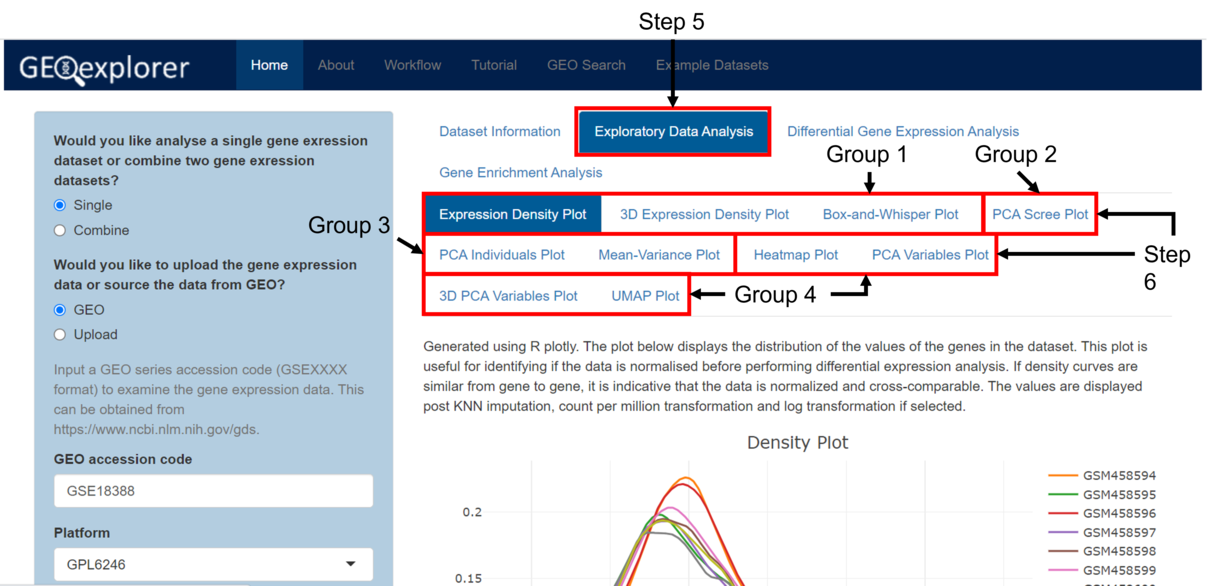 Step 5
GEOexplorer
Home About Workflow Tutorial GEO Search Example Datasets
Would you like analyse a single gene exression
dataset or combine two gene exression
datasets?
Single
Combine
Would you like to upload the gene expression
data or source the data from GEO?
GEO
Upload
Input a GEO series accession code (GSEXXXX
format) to examine the gene expression data. This
can be obtained from
https://www.ncbi.nlm.nih.gov/gds.
GEO accession code
GSE18388
Platform
GPL6246
Dataset Information Exploratory Data Analysis Differential Gene Expression Analysis
Group 1 Group 2
Gene Enrichment Analysis
Group 3
Expression Density Plot 3D Expression Density Plot Box-and-Whisper Plot PCA Scree Plot
PCA Individuals Plot Mean-Variance Plot Heatmap Plot PCA Variables Plot
Step
6
3D PCA Variables Plot UMAP Plot Group 4
Generated using R plotly. The plot below displays the distribution of the values of the genes in the dataset. This plot is
useful for identifying if the data is normalised before performing differential expression analysis. If density curves are
similar from gene to gene, it is indicative that the data is normalized and cross-comparable. The values are displayed
post KNN imputation, count per million transformation and log transformation if selected.
Density Plot
0.2
0.15
GSM458594
GSM458595
GSM458596
GSM458597
GSM458598
GSM458599